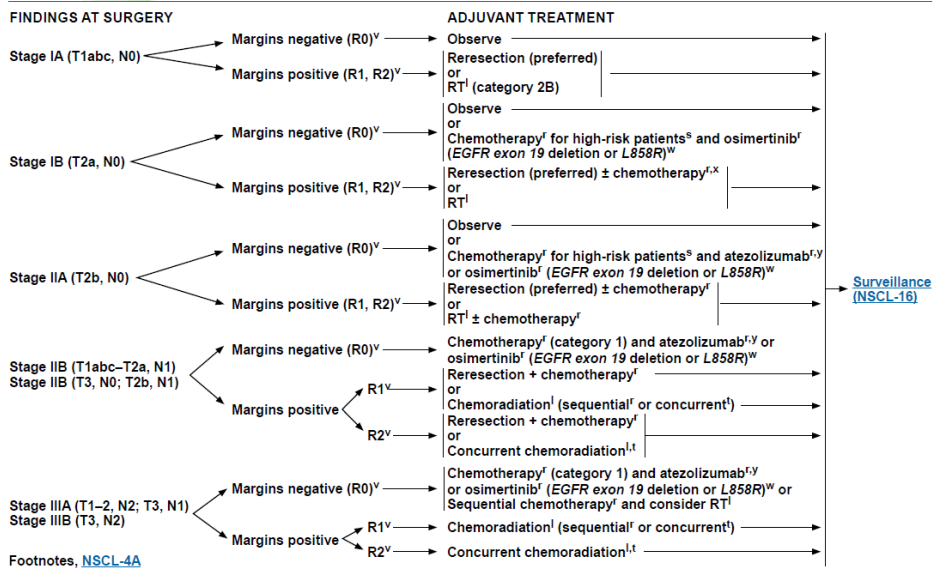 FINDINGS AT SURGERY
ADJUVANT TREATMENT
Stage IA (T1abc, N0)
Margins negative (R0)ᵛ
Observe
Margins positive (R1, R2)ᵛ
Reresection (preferred)
or
RTˡ (category 2B)
Stage IB (T2a, N0)
Margins negative (R0)ᵛ
Observe
or
Chemotherapyʳ for high-risk patientsˢ and osimertinibʳ
(EGFR exon 19 deletion or L858R)ʷ
Margins positive (R1, R2)ᵛ
Reresection (preferred) ± chemotherapyʳ,ˣ
or
RTˡ
Stage IIA (T2b, N0)
Margins negative (R0)ᵛ
Observe
or
Chemotherapyʳ for high-risk patientsˢ and atezolizumabʳ,ʸ
or osimertinibʳ (EGFR exon 19 deletion or L858R)ʷ
Margins positive (R1, R2)ᵛ
Reresection (preferred) ± chemotherapyʳ
or
RTˡ ± chemotherapyʳ
Stage IIB (T1abc–T2a, N1)
Stage IIB (T3, N0; T2b, N1)
Margins negative (R0)ᵛ
Chemotherapyʳ (category 1) and atezolizumabʳ,ʸ or
osimertinibʳ (EGFR exon 19 deletion or L858R)ʷ
Margins positive
R1ᵛ
Reresection + chemotherapyʳ
or
Chemoradiationˡ (sequentialʳ or concurrentᵗ)
R2ᵛ
Reresection + chemotherapyʳ
or
Concurrent chemoradiationˡ,ᵗ
Stage IIIA (T1–2, N2; T3, N1)
Stage IIIB (T3, N2)
Margins negative (R0)ᵛ
Chemotherapyʳ (category 1) and atezolizumabʳ,ʸ
or osimertinibʳ (EGFR exon 19 deletion or L858R)ʷ or
Sequential chemotherapyʳ and consider RTˡ
Margins positive
R1ᵛ
Chemoradiationˡ (sequentialʳ or concurrentᵗ)
R2ᵛ
Concurrent chemoradiationˡ,ᵗ
Surveillance
(NSCL-16)
Footnotes, NSCL-4A